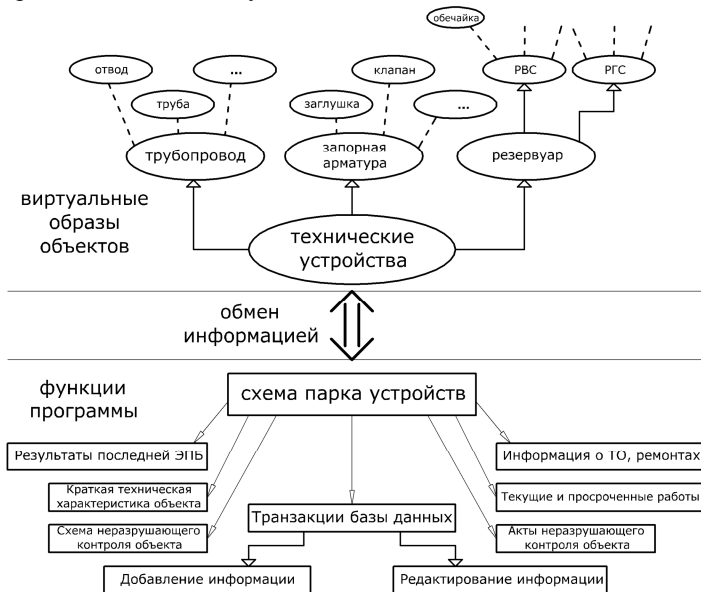 обечайка
отвод
...
клапан
РВС
РГС
труба
заглушка
...
трубопровод
запорная
арматура
резервуар
виртуальные
образы
объектов
технические
устройства
обмен
информацией
функции
программы
схема парка устройств
Результаты последней ЭПБ
Информация о ТО, ремонтах
Краткая техническая
характеристика объекта
Текущие и просроченные работы
Схема неразрушающего
контроля объекта
Транзакции базы данных
Акты неразрушающего
контроля объекта
Добавление информации
Редактирование информации